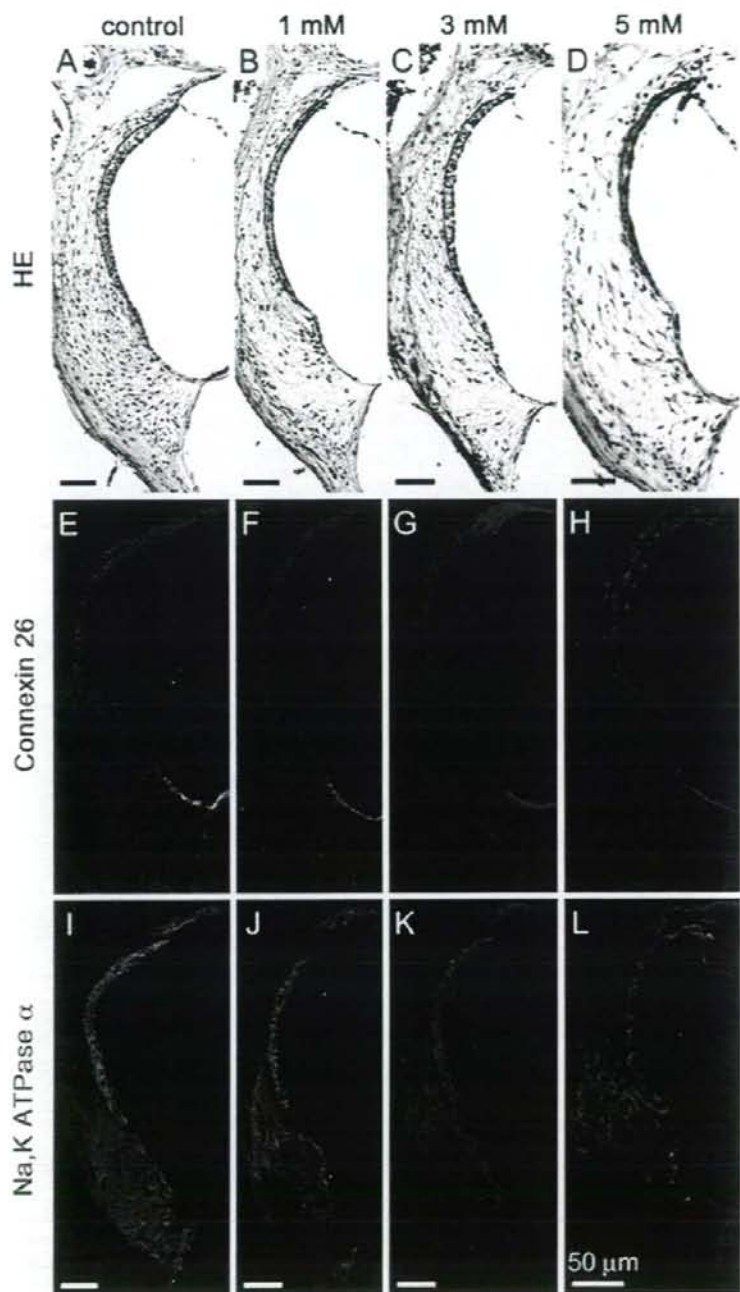 control 1 mM 3 mM 5 mM
A B C D
HE
E F G H
Connexin 26
I J K L
Na,K ATPase α
50 μm